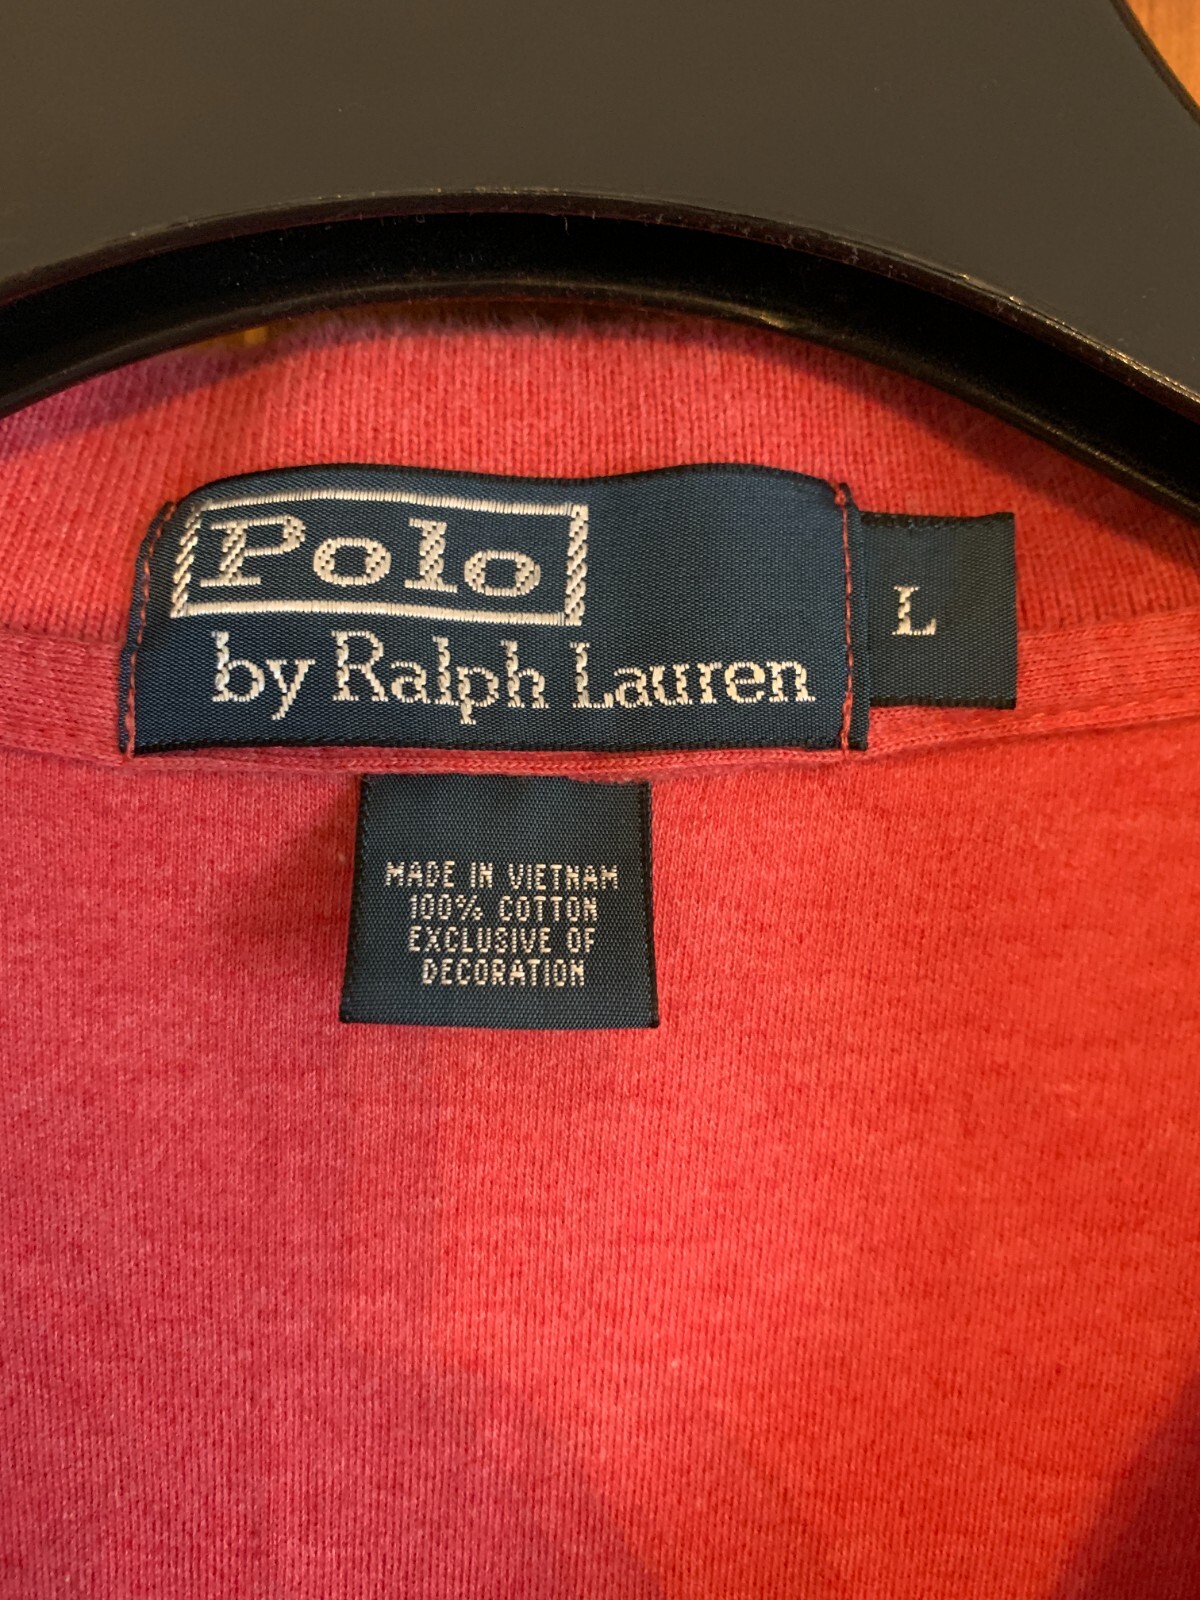 Polo
by Ralph Lauren
L
MADE IN VIETNAM
100% COTTON
EXCLUSIVE OF
DECORATION